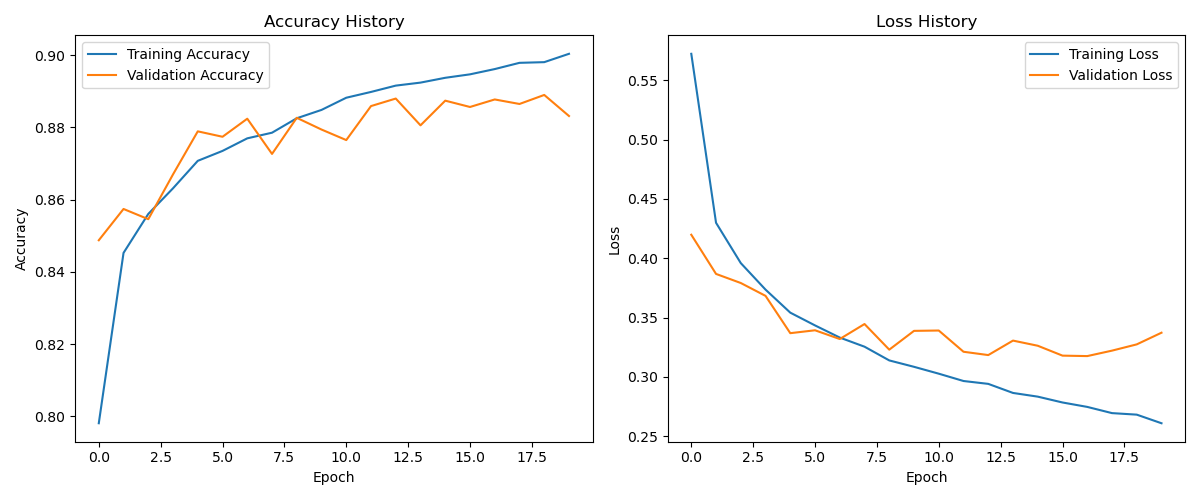 Accuracy History
Training Accuracy
Validation Accuracy
Accuracy
0.90
0.88
0.86
0.84
0.82
0.80
0.0 2.5 5.0 7.5 10.0 12.5 15.0 17.5
Epoch
Loss History
Training Loss
Validation Loss
Loss
0.55
0.50
0.45
0.40
0.35
0.30
0.25
0.0 2.5 5.0 7.5 10.0 12.5 15.0 17.5
Epoch